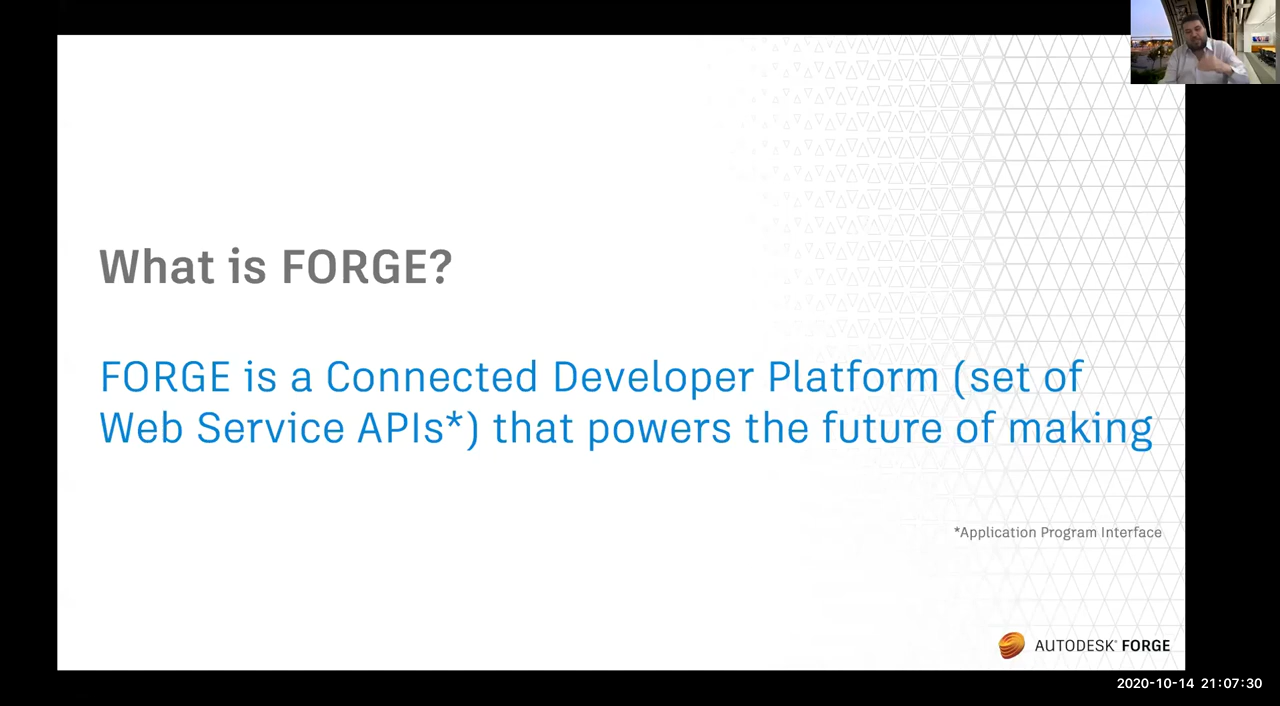 What is FORGE?
FORGE is a Connected Developer Platform (set of
Web Service APIs*) that powers the future of making
*Application Program Interface
AUTODESK® FORGE
2020-10-14 21:07:30